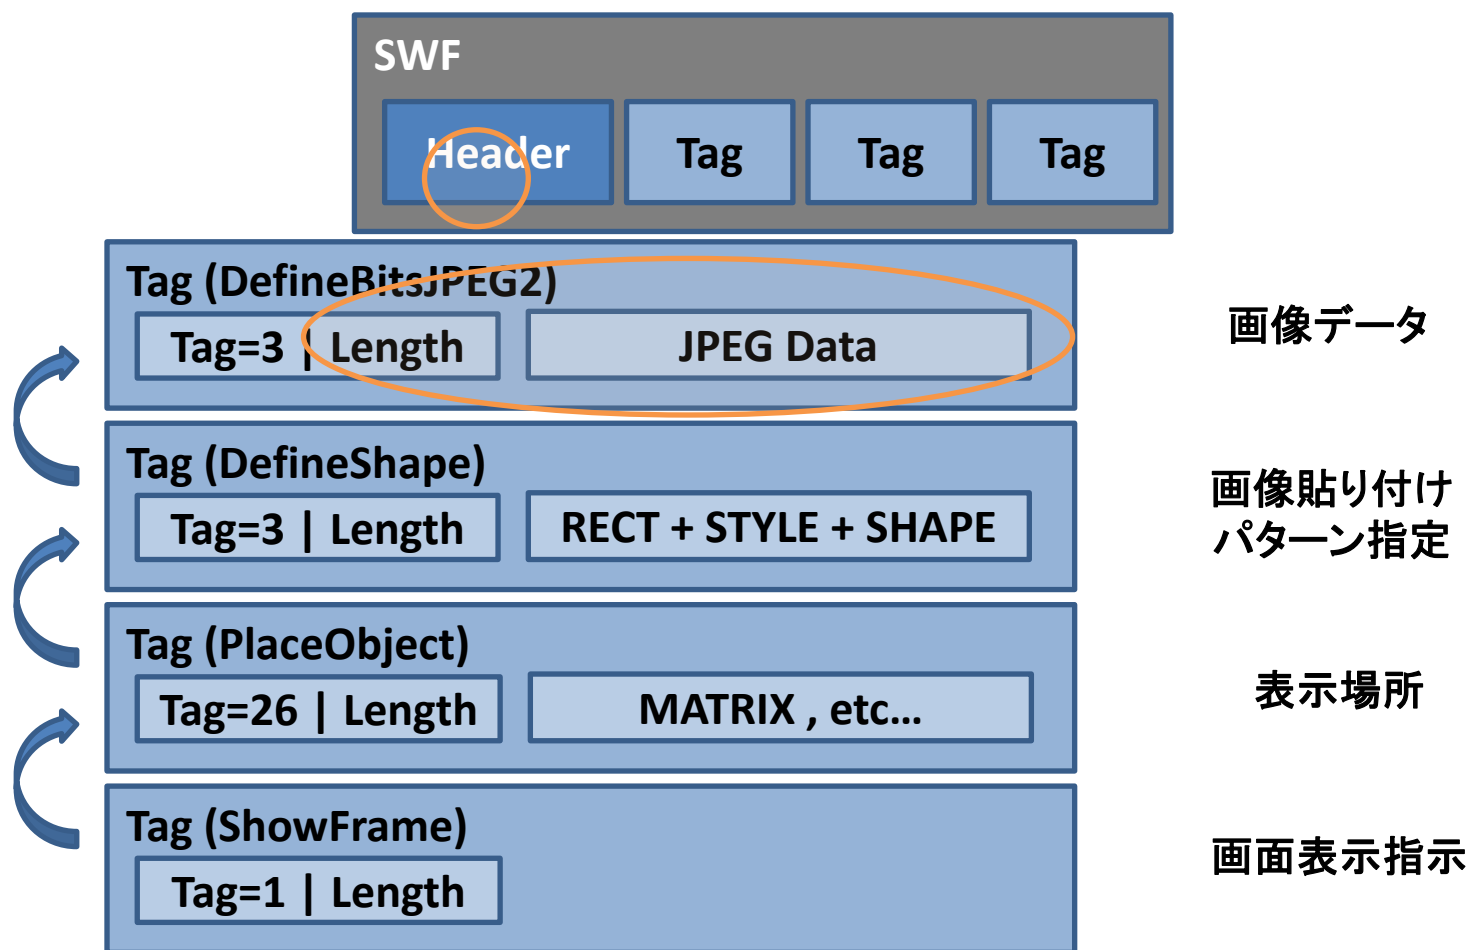 SWF
Header Tag Tag Tag
Tag (DefineBitsJPEG2)
Tag=3 | Length JPEG Data
画像データ
Tag (DefineShape)
Tag=3 | Length RECT + STYLE + SHAPE
画像貼り付け
パターン指定
Tag (PlaceObject)
Tag=26 | Length MATRIX , etc...
表示場所
Tag (ShowFrame)
Tag=1 | Length
画面表示指示